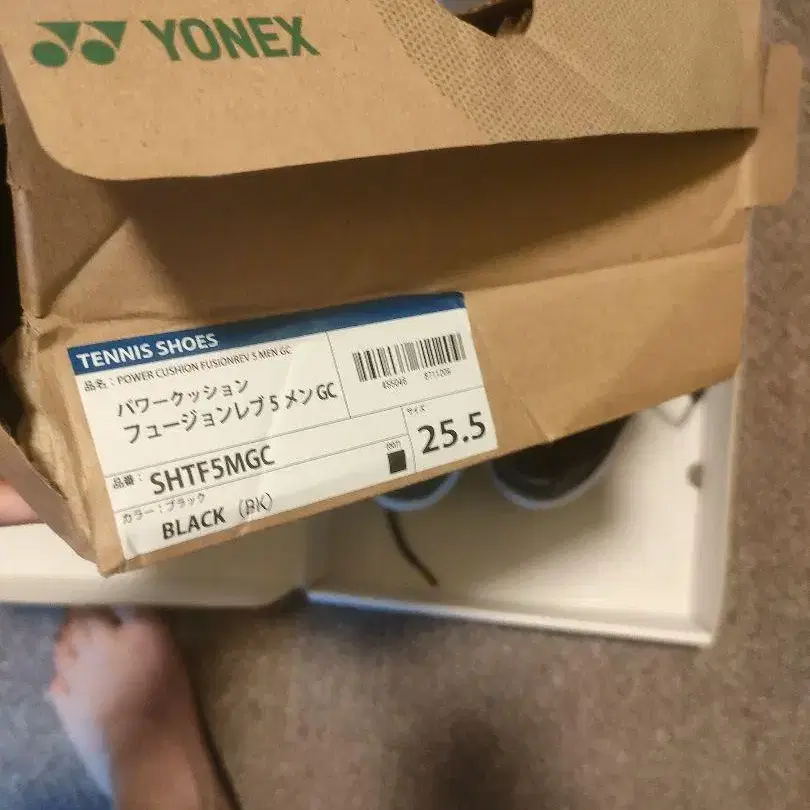 YONEX
TENNIS SHOES
品名：POWER CUSHION FUSIONREV 5 MEN GC
パワークッション
フュージョンレブ 5 メン GC
品番：SHTF5MGC
サイズ
25.5
カラー：ブラック
BLACK (BK)